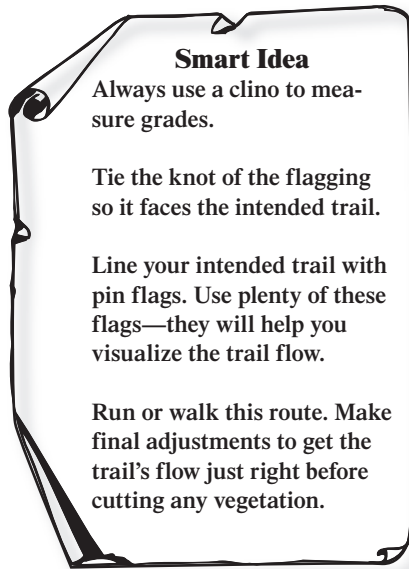 Smart Idea
Always use a clino to mea-
sure grades.
Tie the knot of the flagging
so it faces the intended trail.
Line your intended trail with
pin flags. Use plenty of these
flags—they will help you
visualize the trail flow.
Run or walk this route. Make
final adjustments to get the
trail's flow just right before
cutting any vegetation.